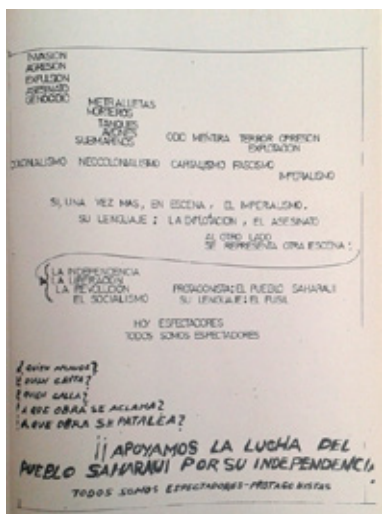 INVASION
AGRESION
EXPULSION
ASESINATO
GENOCIDIO
METRALLETAS
MORTEROS
TANQUES
AVIONES
SUBMARINOS
ODIO MENTIRA TERROR OPRESION
EXPLOTACION
COLONIALISMO NEOCOLONIALISMO CAPITALISMO FASCISMO
IMPERIALISMO
SI, UNA VEZ MAS, EN ESCENA, EL IMPERIALISMO.
SU LENGUAJE : LA EXPLOTACION, EL ASESINATO
AL OTRO LADO
SE REPRESENTA OTRA ESCENA :
LA INDEPENDENCIA
LA LIBERACION
LA REVOLUCION PROTAGONISTA: EL PUEBLO SAHARAUI
EL SOCIALISMO SU LENGUAJE: EL FUSIL
HOY ESPECTADORES
TODOS SOMOS ESPECTADORES
¿QUIEN ?
¿QUIEN GRITA?
¿QUIEN CALLA?
¿A QUE OBRA SE ACLAMA?
¿A QUE OBRA SE PATALEA?
¡¡ APOYAMOS LA LUCHA DEL
PUEBLO SAHARAUI POR SU INDEPENDENCIA
TODOS SOMOS ESPECTADORES-PROTAGONISTAS